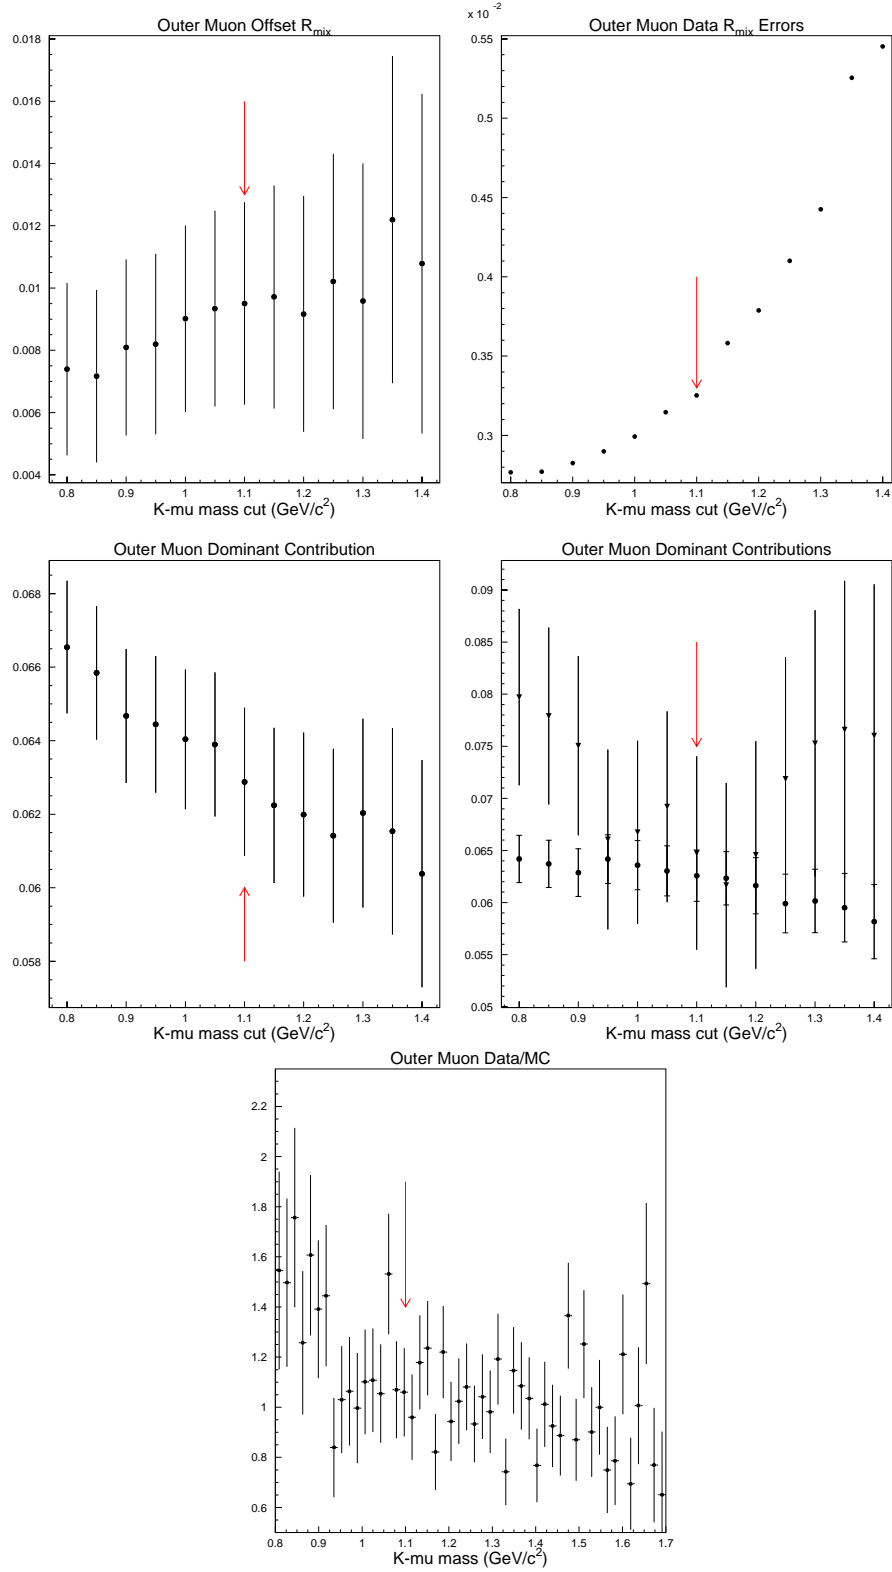 Outer Muon Offset R_mix
0.018
0.016
0.014
0.012
0.01
0.008
0.006
0.004
0.8 0.9 1 1.1 1.2 1.3 1.4
K-mu mass cut (GeV/c²)
x 10⁻²
Outer Muon Data R_mix Errors
0.55
0.5
0.45
0.4
0.35
0.3
0.8 0.9 1 1.1 1.2 1.3 1.4
K-mu mass cut (GeV/c²)
Outer Muon Dominant Contribution
0.068
0.066
0.064
0.062
0.06
0.058
0.8 0.9 1 1.1 1.2 1.3 1.4
K-mu mass cut (GeV/c²)
Outer Muon Dominant Contributions
0.09
0.085
0.08
0.075
0.07
0.065
0.06
0.055
0.05
0.8 0.9 1 1.1 1.2 1.3 1.4
K-mu mass cut (GeV/c²)
Outer Muon Data/MC
2.2
2
1.8
1.6
1.4
1.2
1
0.8
0.6
0.8 0.9 1 1.1 1.2 1.3 1.4 1.5 1.6 1.7
K-mu mass (GeV/c²)